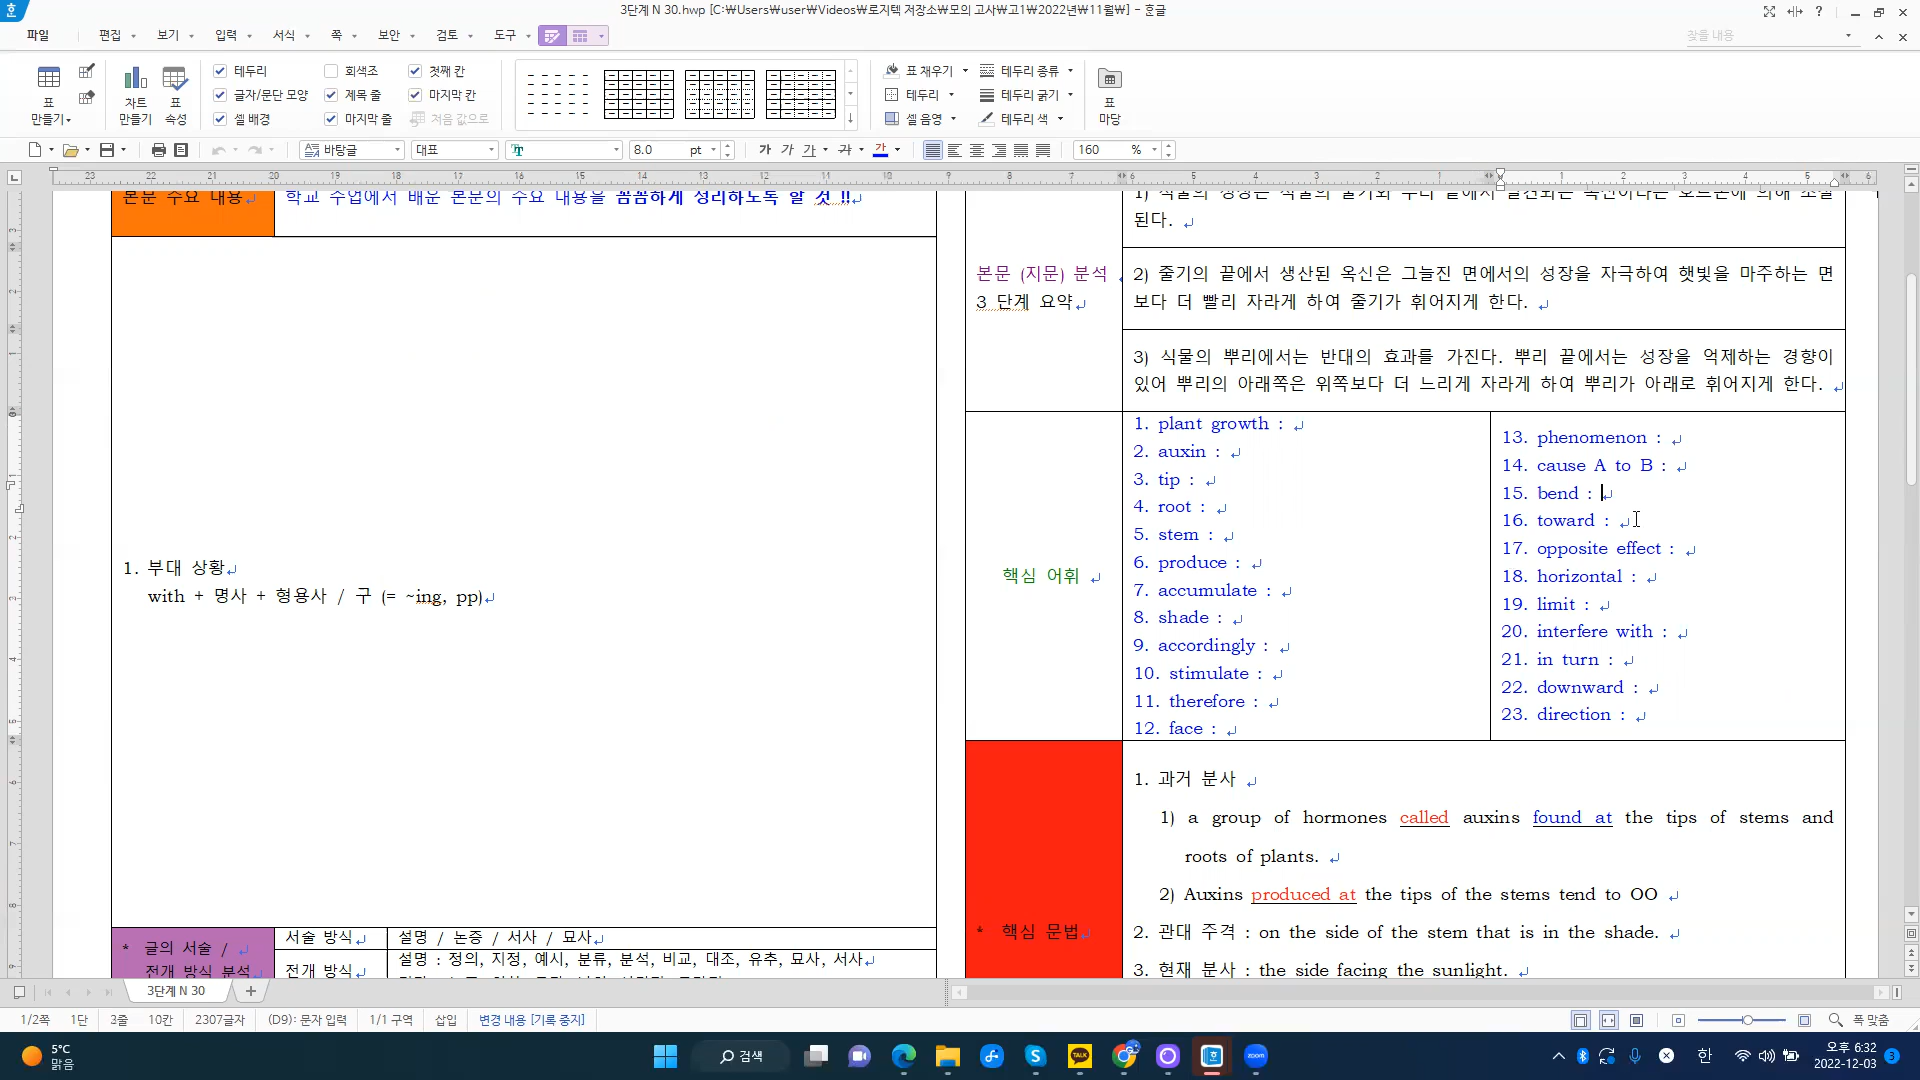 3단계 N 30.hwp [C:₩Users₩user₩Videos₩로지텍 저장소₩모의 고사₩고1₩2022년₩11월₩] - 훈글
파일 편집 보기 입력 서식 쪽 보안 검토 도구 찾을 내용
표 만들기
차트 만들기
표 속성
테두리 회색조 첫째 칸
글자/문단 모양 제목 줄 마지막 칸
셀 배경 마지막 줄 처음 값으로
표 채우기 테두리 종류
테두리 테두리 굵기
셀 음영 테두리 색
표 마당
바탕글 대표 8.0 pt 가 가 가 가 가 160 %
본문 수요 내용
학교 수업에서 배운 본문의 수요 내용을 꼼꼼하게 정리하도록 할 것 !!
1. 부대 상황
with + 명사 + 형용사 / 구 (= ~ing, pp)
* 글의 서술 /
전개 방식 분석
서술 방식 설명 / 논증 / 서사 / 묘사
전개 방식 설명 : 정의, 지정, 예시, 분류, 분석, 비교, 대조, 유추, 묘사, 서사
본문 (지문) 분석
3 단계 요약
된다.
2) 줄기의 끝에서 생산된 옥신은 그늘진 면에서의 성장을 자극하여 햇빛을 마주하는 면
보다 더 빨리 자라게 하여 줄기가 휘어지게 한다.
3) 식물의 뿌리에서는 반대의 효과를 가진다. 뿌리 끝에서는 성장을 억제하는 경향이
있어 뿌리의 아래쪽은 위쪽보다 더 느리게 자라게 하여 뿌리가 아래로 휘어지게 한다.
핵심 어휘
1. plant growth :
2. auxin :
3. tip :
4. root :
5. stem :
6. produce :
7. accumulate :
8. shade :
9. accordingly :
10. stimulate :
11. therefore :
12. face :
13. phenomenon :
14. cause A to B :
15. bend :
16. toward :
17. opposite effect :
18. horizontal :
19. limit :
20. interfere with :
21. in turn :
22. downward :
23. direction :
* 핵심 문법
1. 과거 분사
1) a group of hormones called auxins found at the tips of stems and
roots of plants.
2) Auxins produced at the tips of the stems tend to OO
2. 관대 주격 : on the side of the stem that is in the shade.
3. 현재 분사 : the side facing the sunlight.
3단계 N 30
1/2쪽 1단 3줄 10칸 2307글자 (D9): 문자 입력 1/1 구역 삽입 변경 내용 [기록 중지] 폭 맞춤
5°C
맑음
검색
TALK
zoom
한
오후 6:32
2022-12-03
3